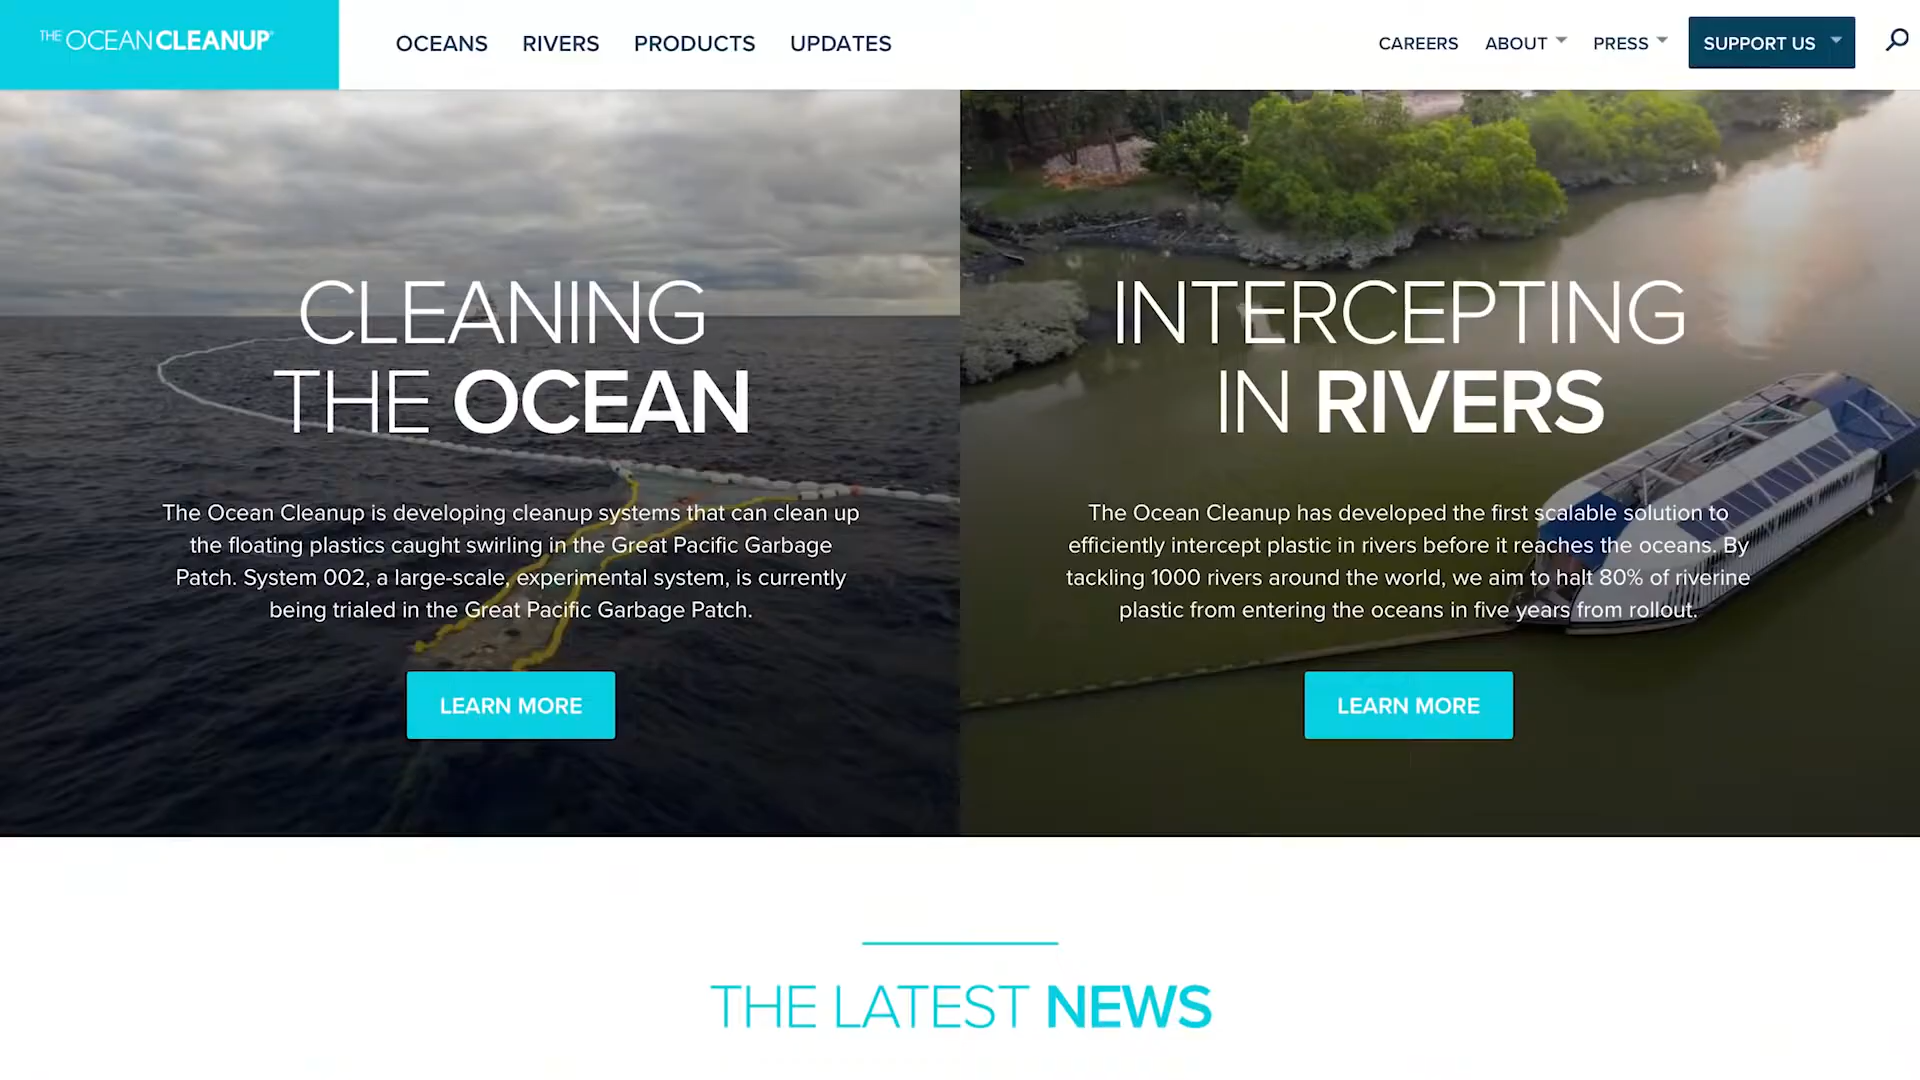 THE OCEAN CLEANUP®
OCEANS RIVERS PRODUCTS UPDATES
CAREERS ABOUT PRESS SUPPORT US
CLEANING
THE OCEAN
The Ocean Cleanup is developing cleanup systems that can clean up
the floating plastics caught swirling in the Great Pacific Garbage
Patch. System 002, a large-scale, experimental system, is currently
being trialed in the Great Pacific Garbage Patch.
LEARN MORE
INTERCEPTING
IN RIVERS
The Ocean Cleanup has developed the first scalable solution to
efficiently intercept plastic in rivers before it reaches the oceans. By
tackling 1000 rivers around the world, we aim to halt 80% of riverine
plastic from entering the oceans in five years from rollout.
LEARN MORE
THE LATEST NEWS